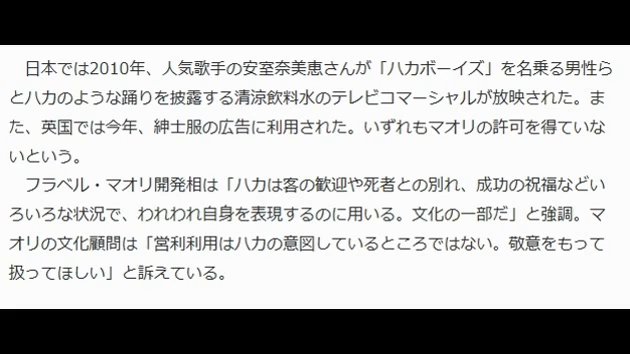 日本では2010年、人気歌手の安室奈美恵さんが「ハカボーイズ」を名乗る男性ら
とハカのような踊りを披露する清涼飲料水のテレビコマーシャルが放映された。ま
た、英国では今年、紳士服の広告に利用された。いずれもマオリの許可を得ていな
いという。
フラベル・マオリ開発相は「ハカは客の歓迎や死者との別れ、成功の祝福などい
ろいろな状況で、われわれ自身を表現するのに用いる。文化の一部だ」と強調。マ
オリの文化顧問は「営利利用はハカの意図しているところではない。敬意をもって
扱ってほしい」と訴えている。